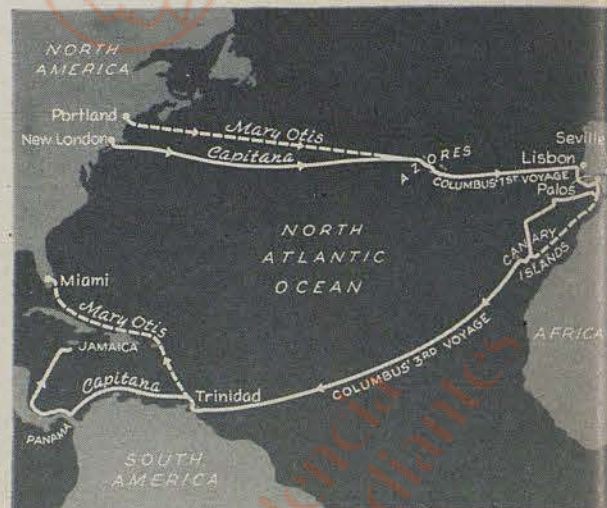 NORTH
AMERICA
Portland
Mary Otis
New London
Capitana
AZORES
Seville
Lisbon
COLUMBUS' 1ST VOYAGE
Palos
NORTH
ATLANTIC
OCEAN
CANARY
ISLANDS
Miami
Mary Otis
AFRICA
JAMAICA
COLUMBUS' 3RD VOYAGE
Capitana
Trinidad
PANAMA
SOUTH
AMERICA